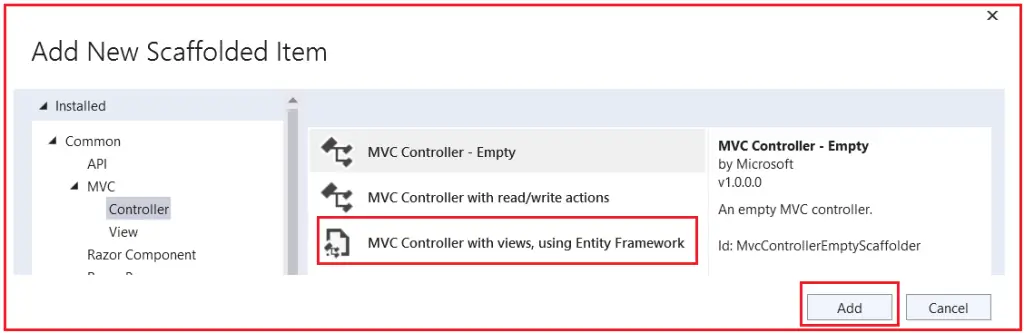 Add New Scaffolded Item
Installed
Common
API
MVC
Controller
View
Razor Component
MVC Controller - Empty
MVC Controller with read/write actions
MVC Controller with views, using Entity Framework
MVC Controller - Empty
by Microsoft
v1.0.0.0
An empty MVC controller.
Id: MvcControllerEmptyScaffolder
Add
Cancel